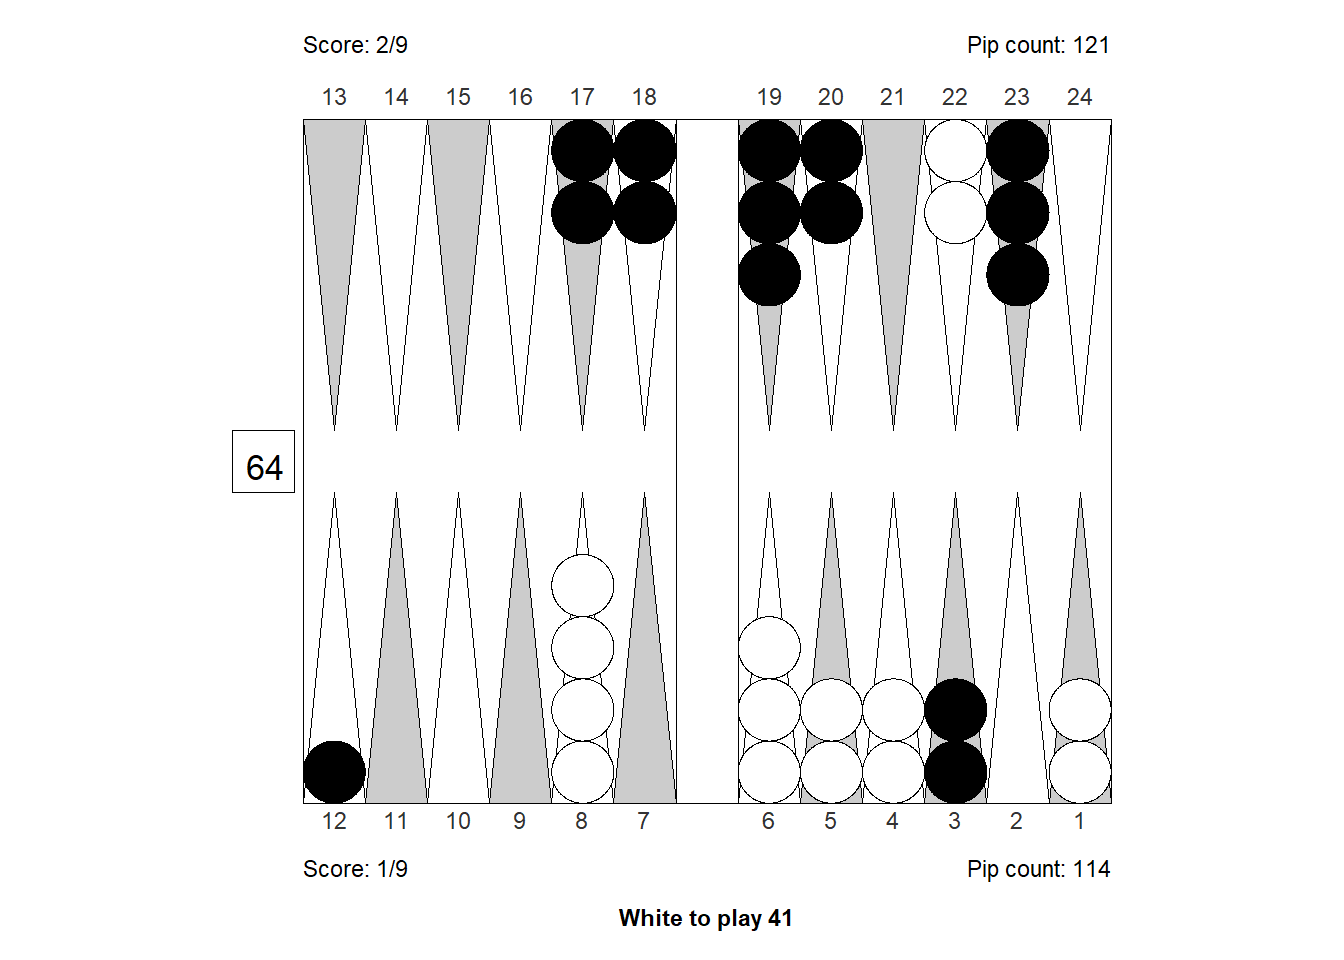 Score: 2/9 Pip count: 121
13 14 15 16 17 18 19 20 21 22 23 24
64
12 11 10 9 8 7 6 5 4 3 2 1
Score: 1/9 Pip count: 114
White to play 41